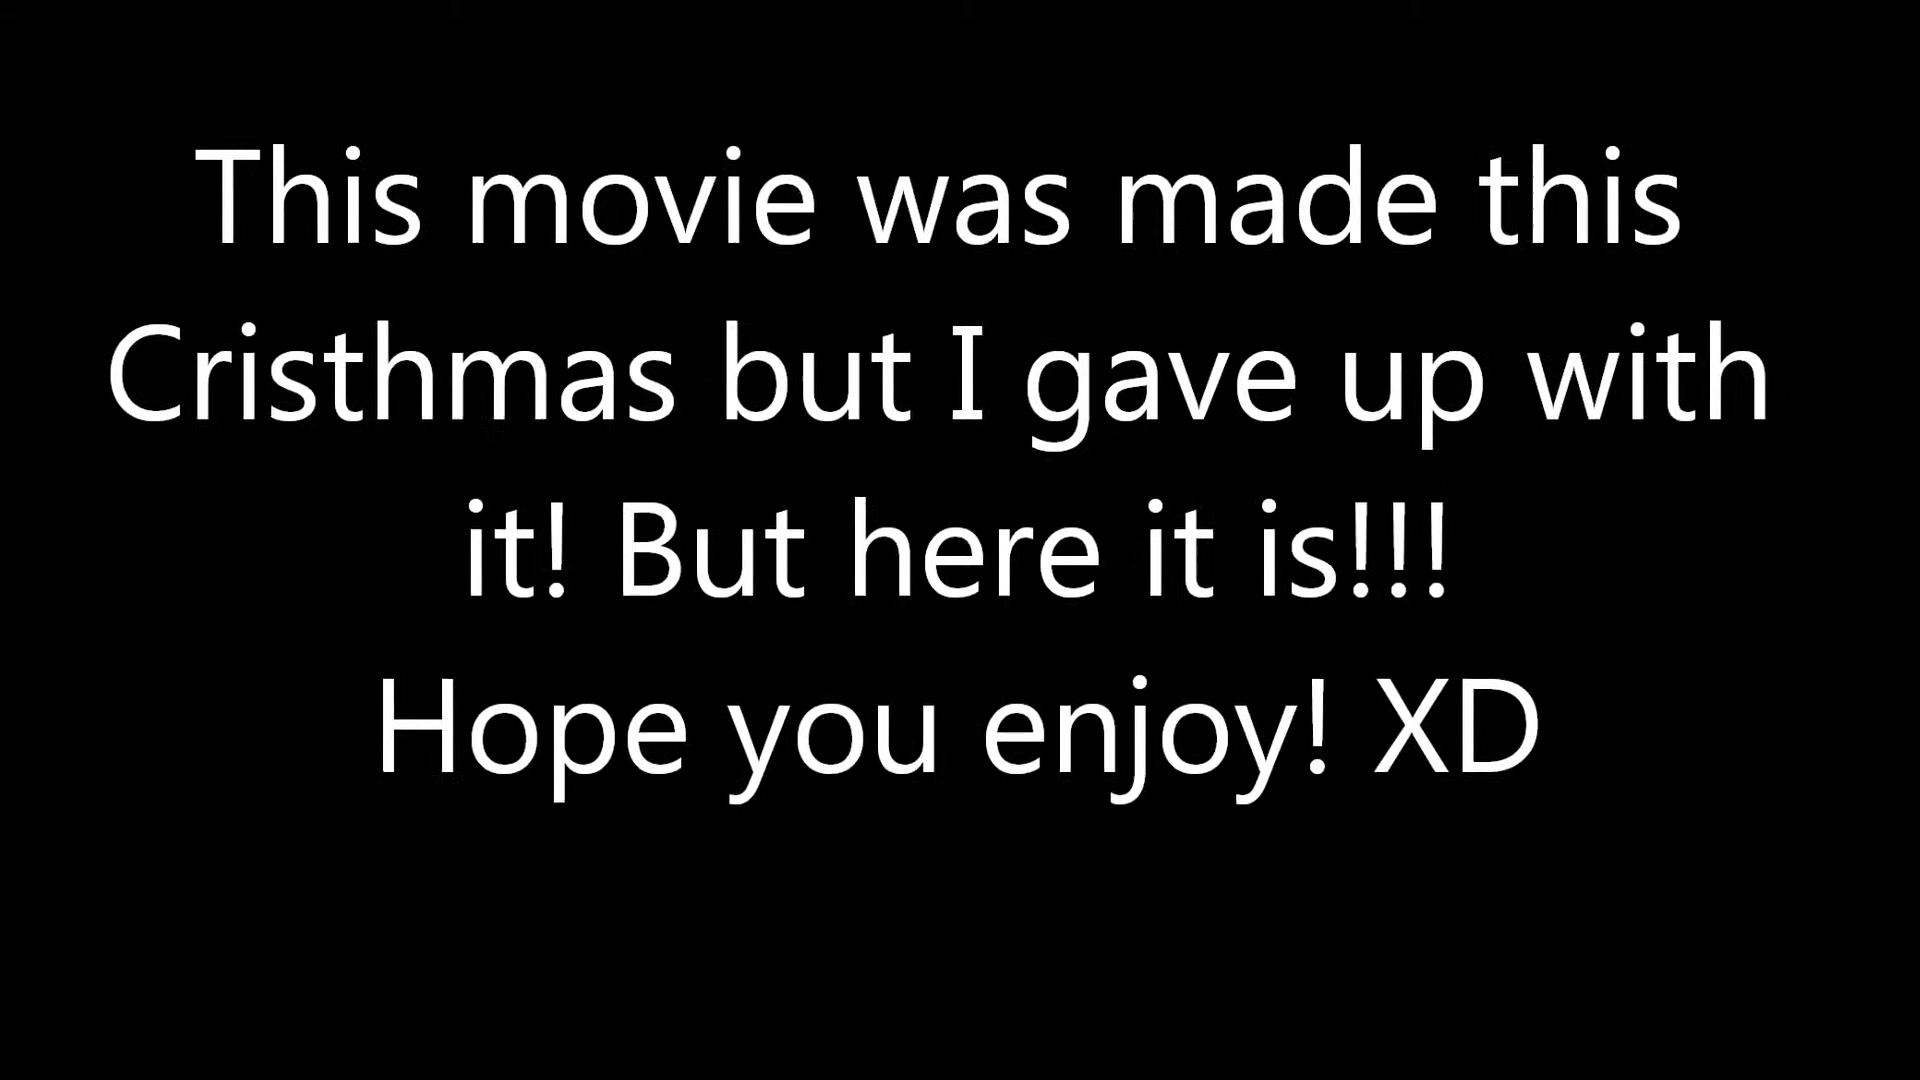 This movie was made this
Cristhmas but I gave up with
it! But here it is!!!
Hope you enjoy! XD